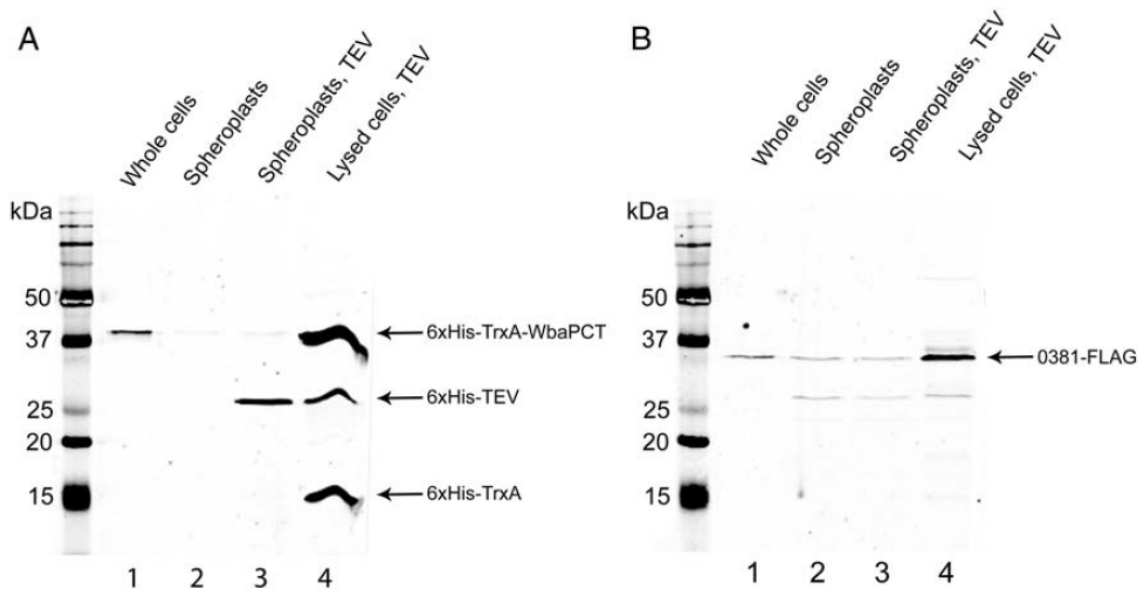 A
Whole cells
Spheroplasts
Spheroplasts, TEV
Lysed cells, TEV
kDa
50
37
25
20
15
6xHis-TrxA-WbaPCT
6xHis-TEV
6xHis-TrxA
1 2 3 4
B
Whole cells
Spheroplasts
Spheroplasts, TEV
Lysed cells, TEV
kDa
50
37
25
20
15
0381-FLAG
1 2 3 4